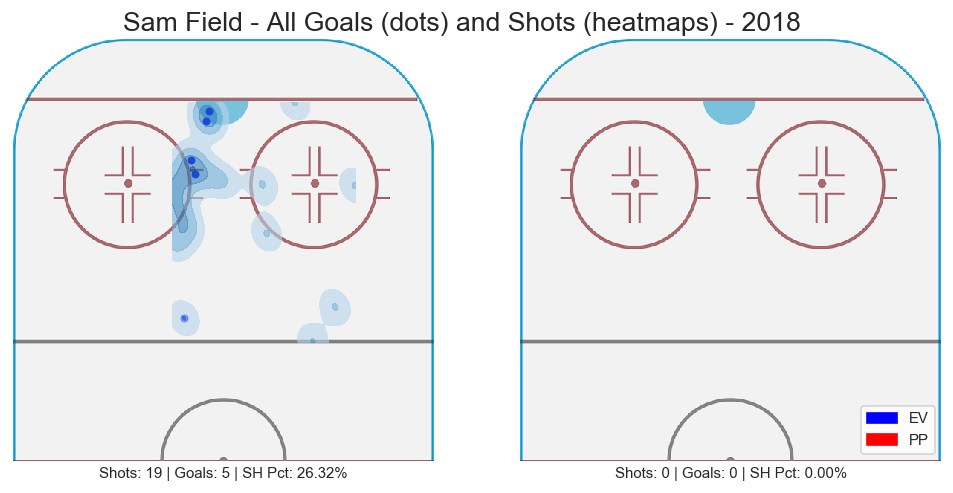 Sam Field - All Goals (dots) and Shots (heatmaps) - 2018
EV
PP
Shots: 19 | Goals: 5 | SH Pct: 26.32%
Shots: 0 | Goals: 0 | SH Pct: 0.00%